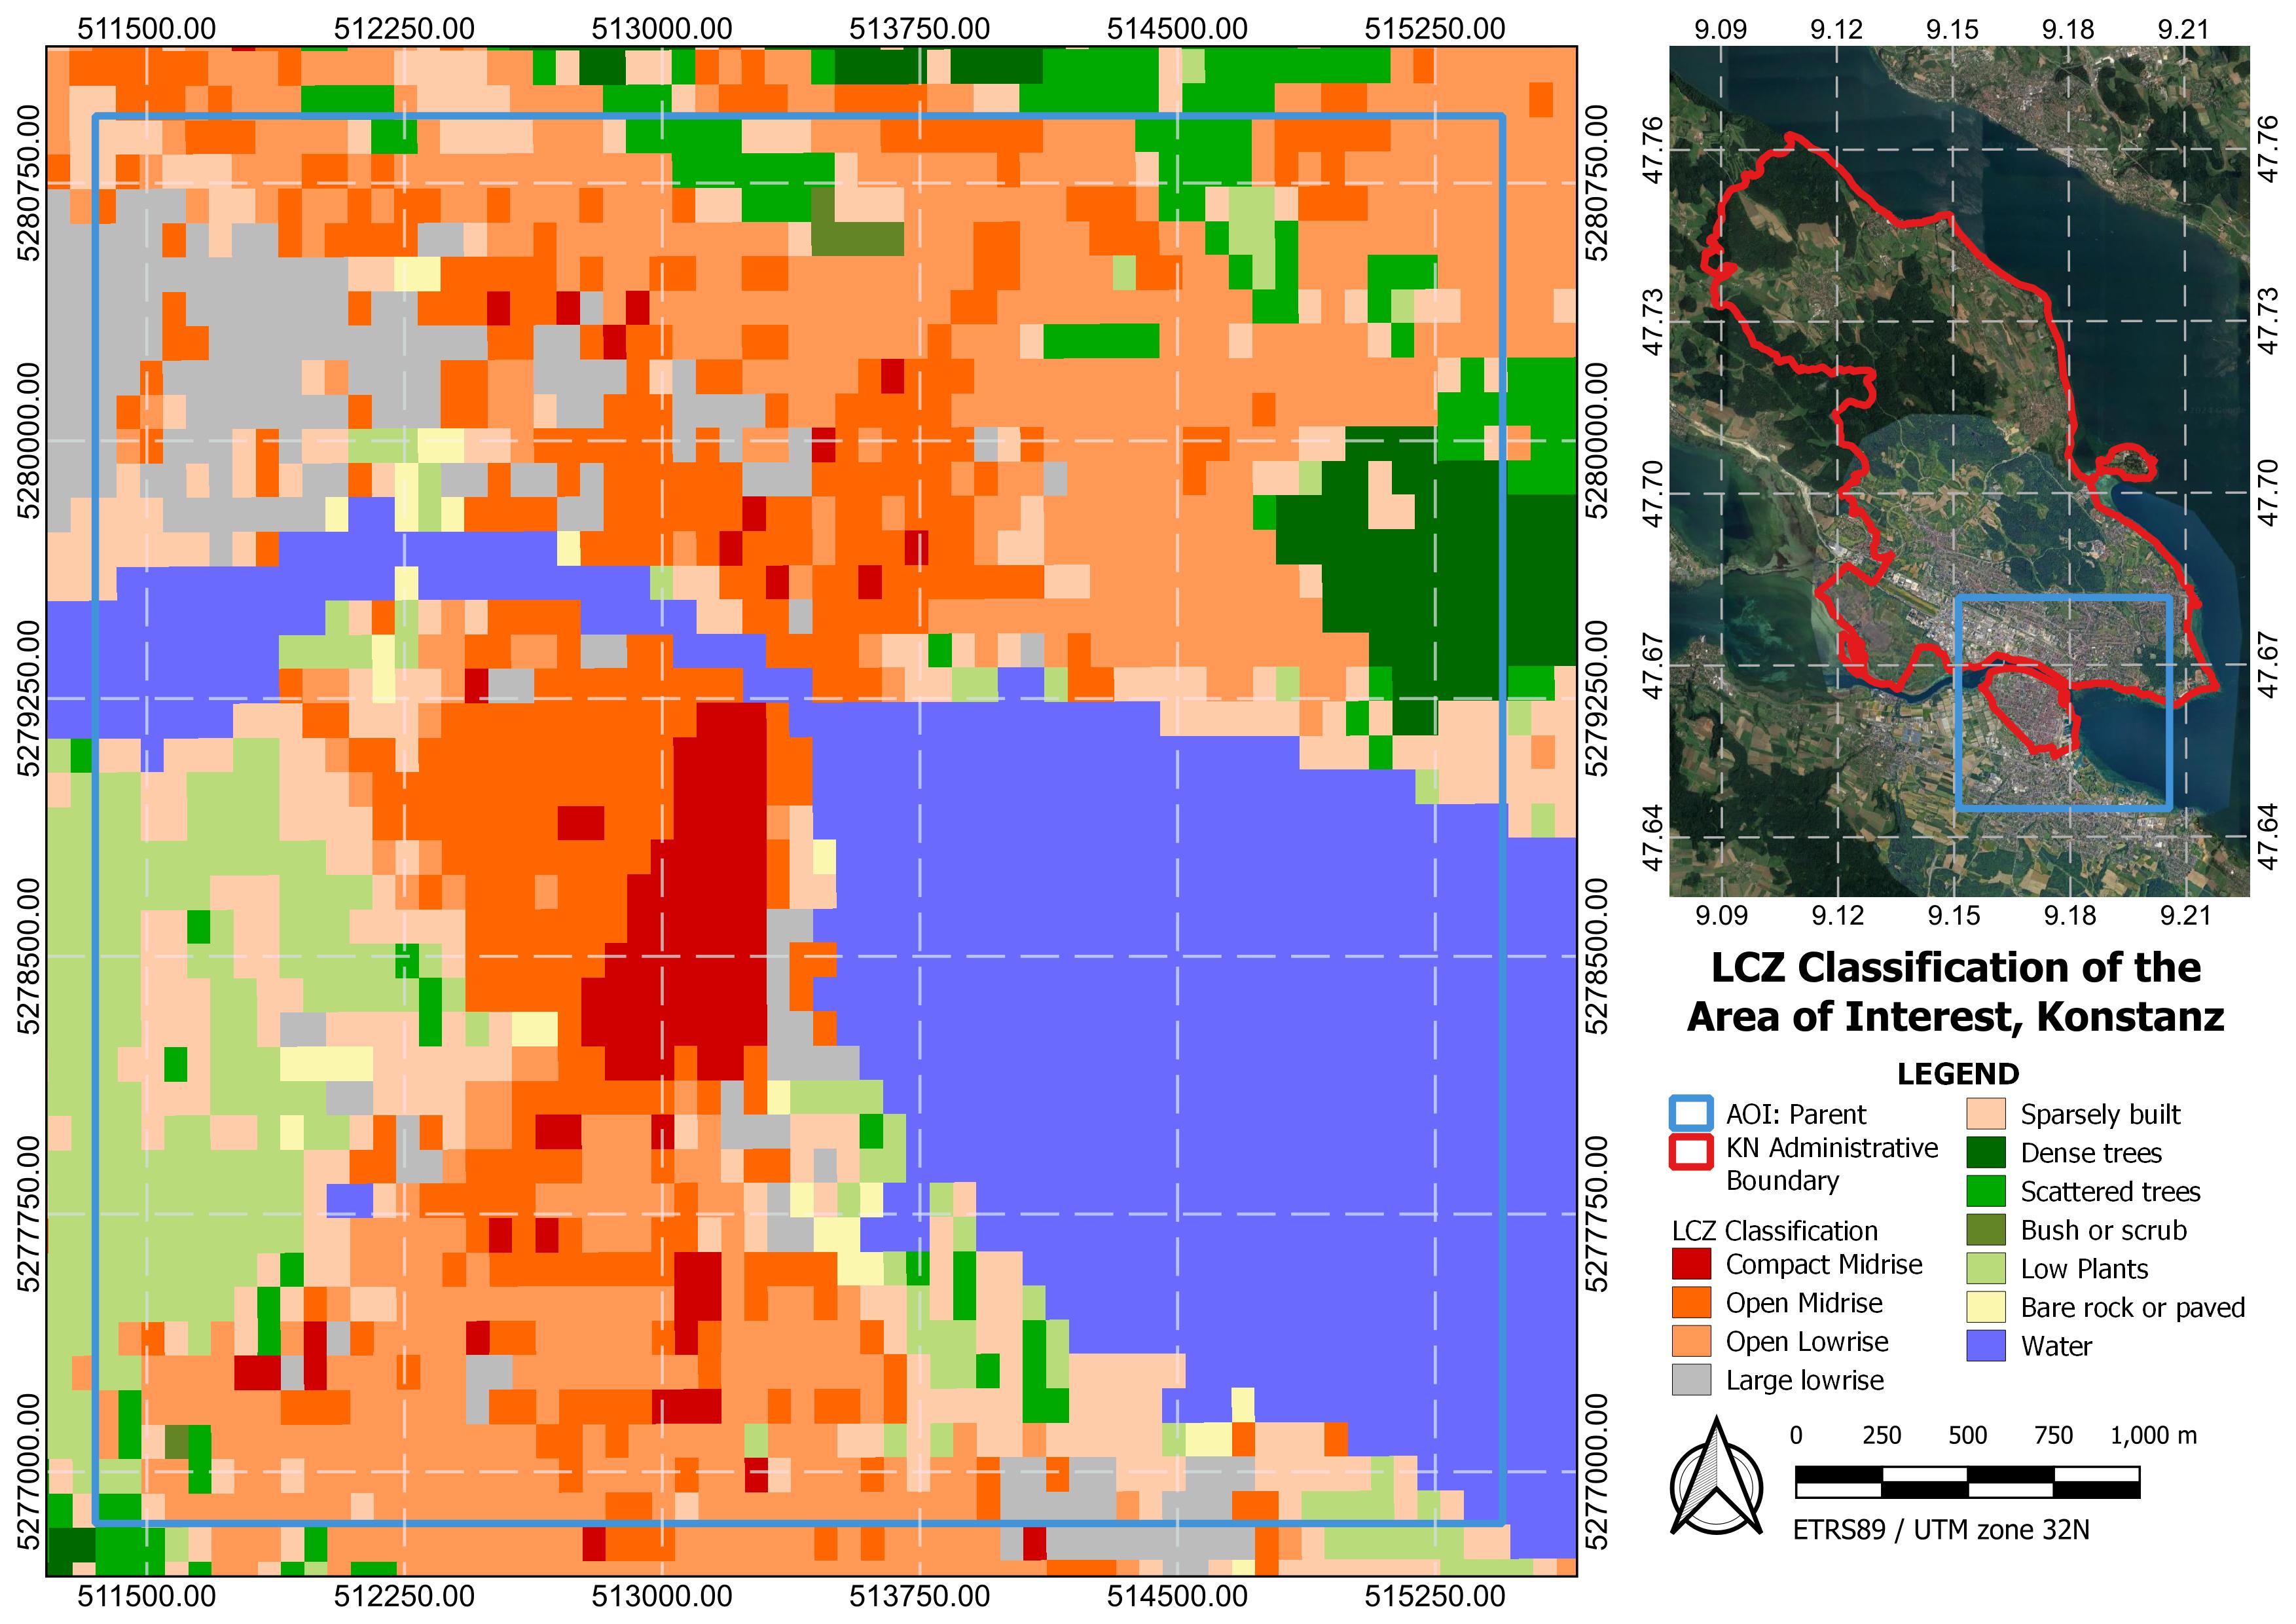 511500.00 512250.00 513000.00 513750.00 514500.00 515250.00
5280750.00
5280000.00
5279250.00
5278500.00
5277750.00
5277000.00
5280750.00
5280000.00
5279250.00
5278500.00
5277750.00
5277000.00
511500.00 512250.00 513000.00 513750.00 514500.00 515250.00
9.09 9.12 9.15 9.18 9.21
47.76
47.73
47.70
47.67
47.64
47.76
47.73
47.70
47.67
47.64
9.09 9.12 9.15 9.18 9.21
LCZ Classification of the
Area of Interest, Konstanz
LEGEND
AOI: Parent
KN Administrative
Boundary
LCZ Classification
Compact Midrise
Open Midrise
Open Lowrise
Large lowrise
Sparsely built
Dense trees
Scattered trees
Bush or scrub
Low Plants
Bare rock or paved
Water
0 250 500 750 1,000 m
ETRS89 / UTM zone 32N